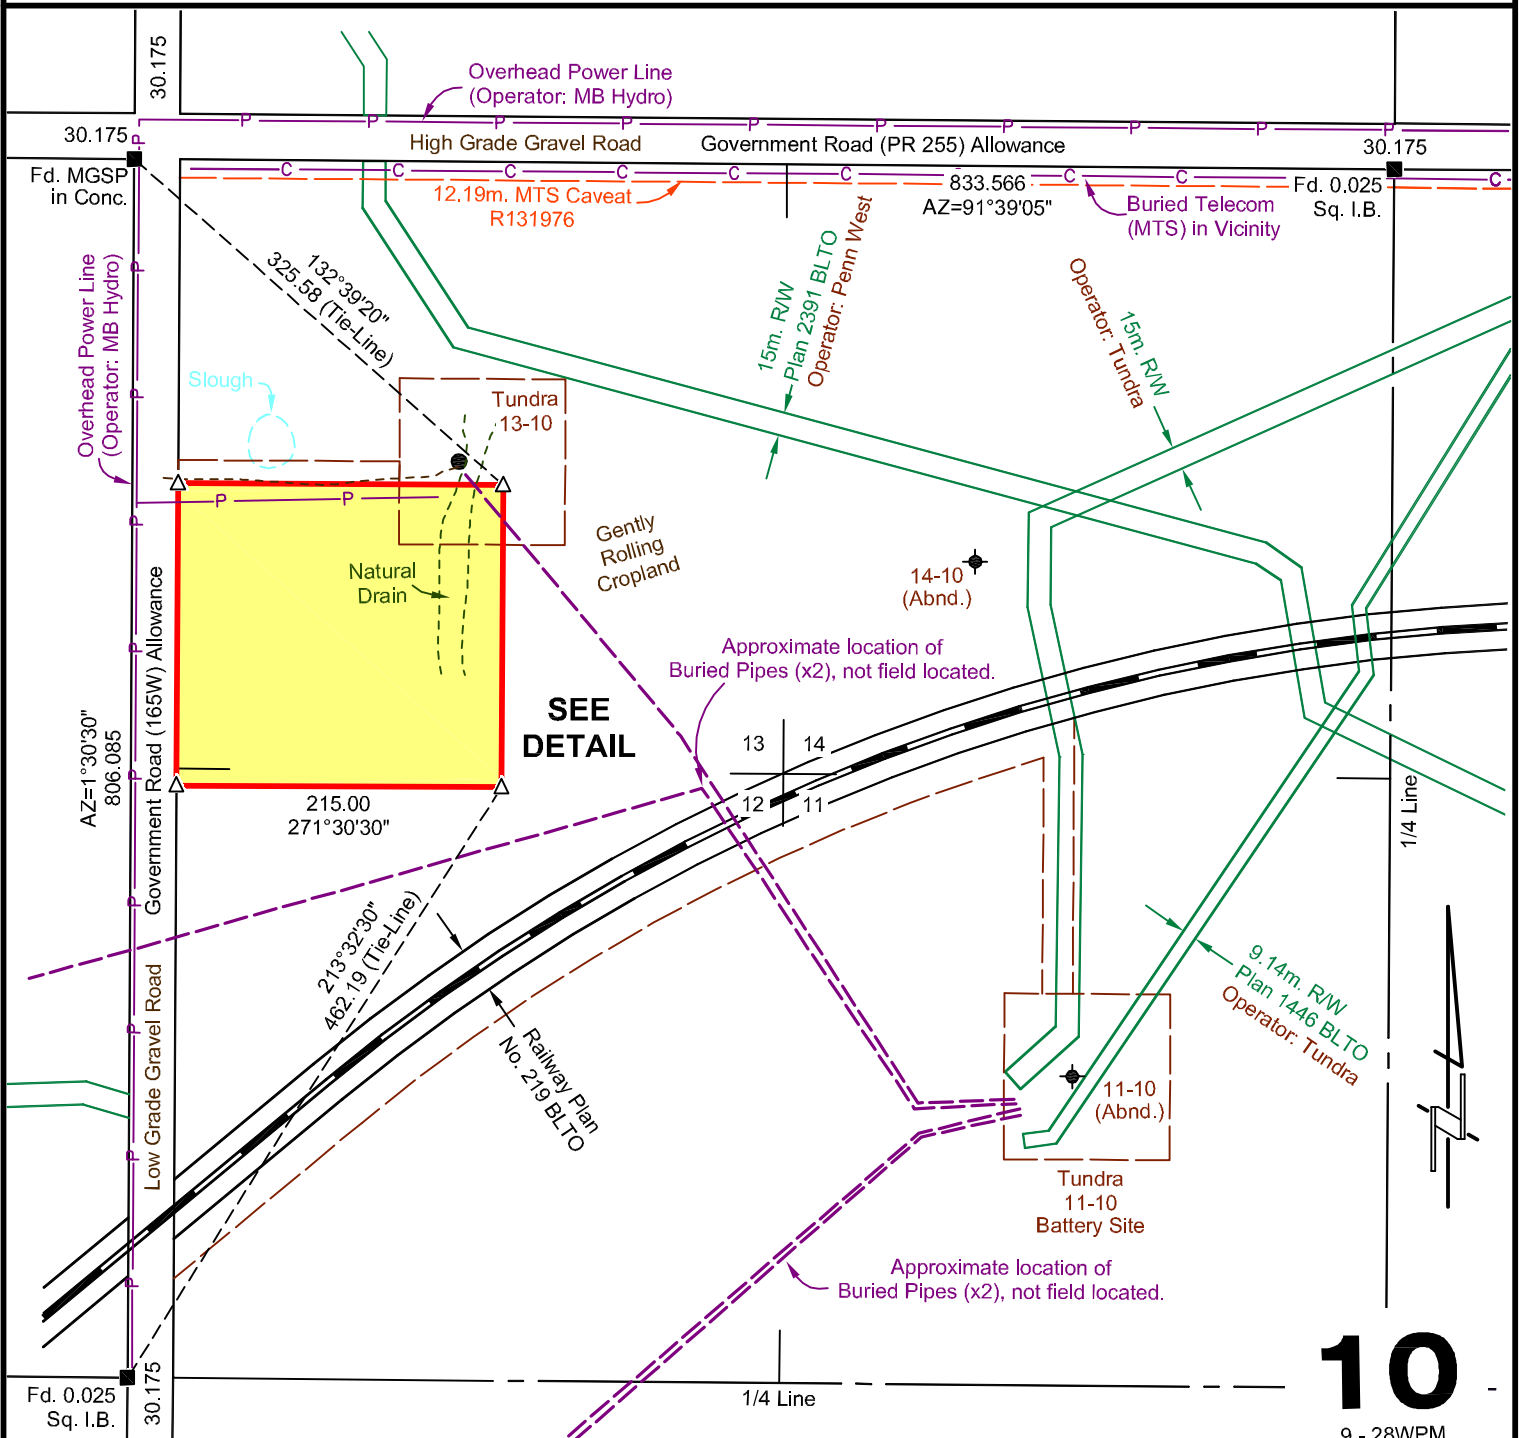 30.175
Overhead Power Line
(Operator: MB Hydro)
P P P P P P P P P P
30.175
High Grade Gravel Road
Government Road (PR 255) Allowance
30.175
Fd. MGSP
in Conc.
C C C C C C C C C
12.19m. MTS Caveat
R131976
833.566
AZ=91°39'05"
Buried Telecom
(MTS) in Vicinity
Fd. 0.025
Sq. I.B.
132°39'20"
325.58 (Tie-Line)
15m. R/W
Plan 2391 BLTO
Operator: Penn West
15m. R/W
Operator: Tundra
Overhead Power Line
(Operator: MB Hydro)
Slough
Tundra
13-10
P P
P P P P P P P P P P P
Gently
Rolling
Cropland
Natural
Drain
14-10
(Abnd.)
Approximate location of
Buried Pipes (x2), not field located.
SEE
DETAIL
13 14
12 11
Government Road (165W) Allowance
AZ=1°30'30"
806.085
215.00
271°30'30"
1/4 Line
213°32'30"
462.19 (Tie-Line)
9.14m. R/W
Plan 1446 BLTO
Operator: Tundra
Low Grade Gravel Road
Railway Plan
No. 219 BLTO
11-10
(Abnd.)
Tundra
11-10
Battery Site
Approximate location of
Buried Pipes (x2), not field located.
Fd. 0.025
Sq. I.B.
30.175
1/4 Line
10
9 - 28WPM